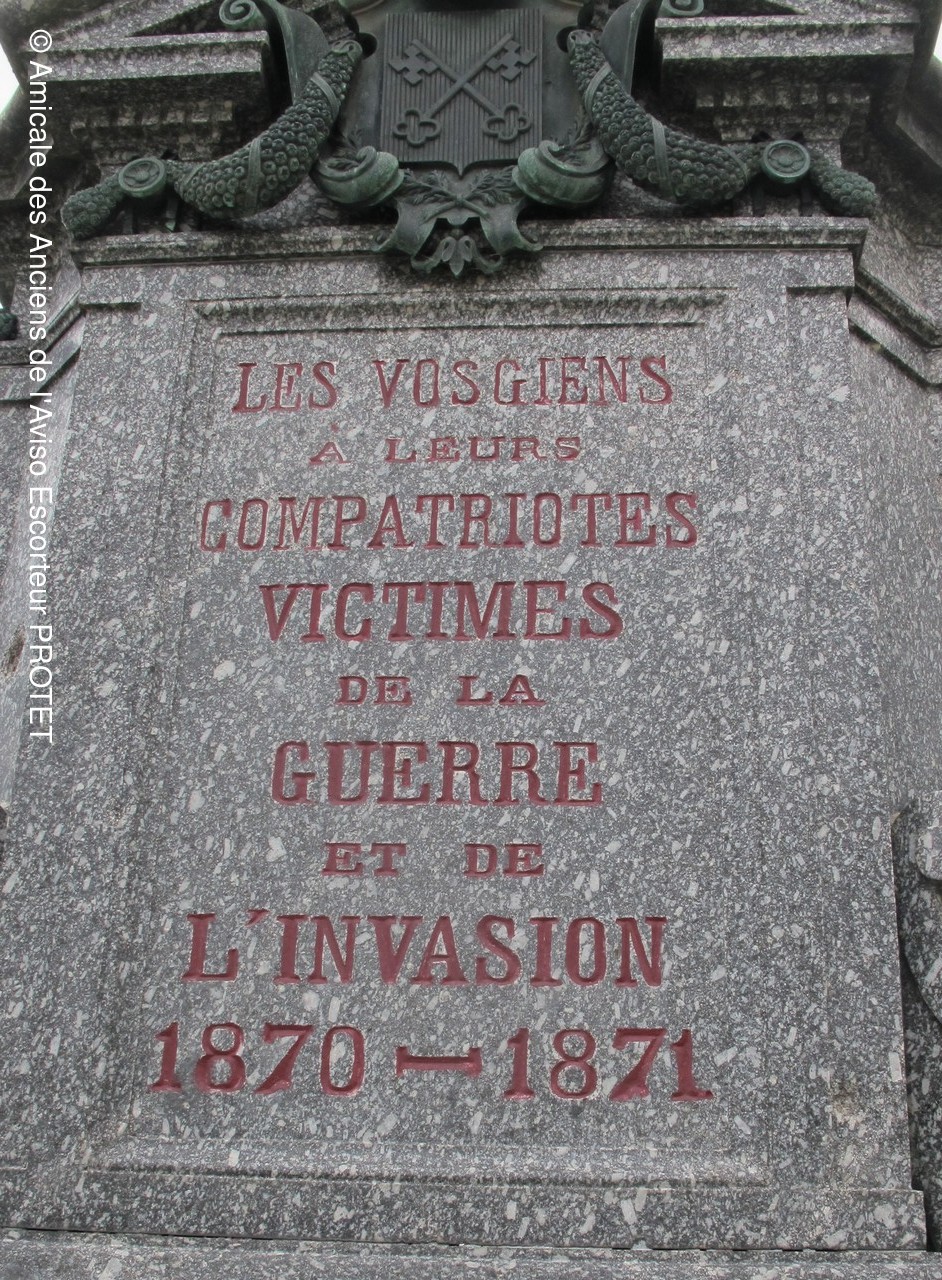 LES VOSGIENS
À LEURS
COMPATRIOTES
VICTIMES
DE LA
GUERRE
ET DE
L'INVASION
1870-1871
© Amicale des Anciens de l'Aviso Escorteur PROTET